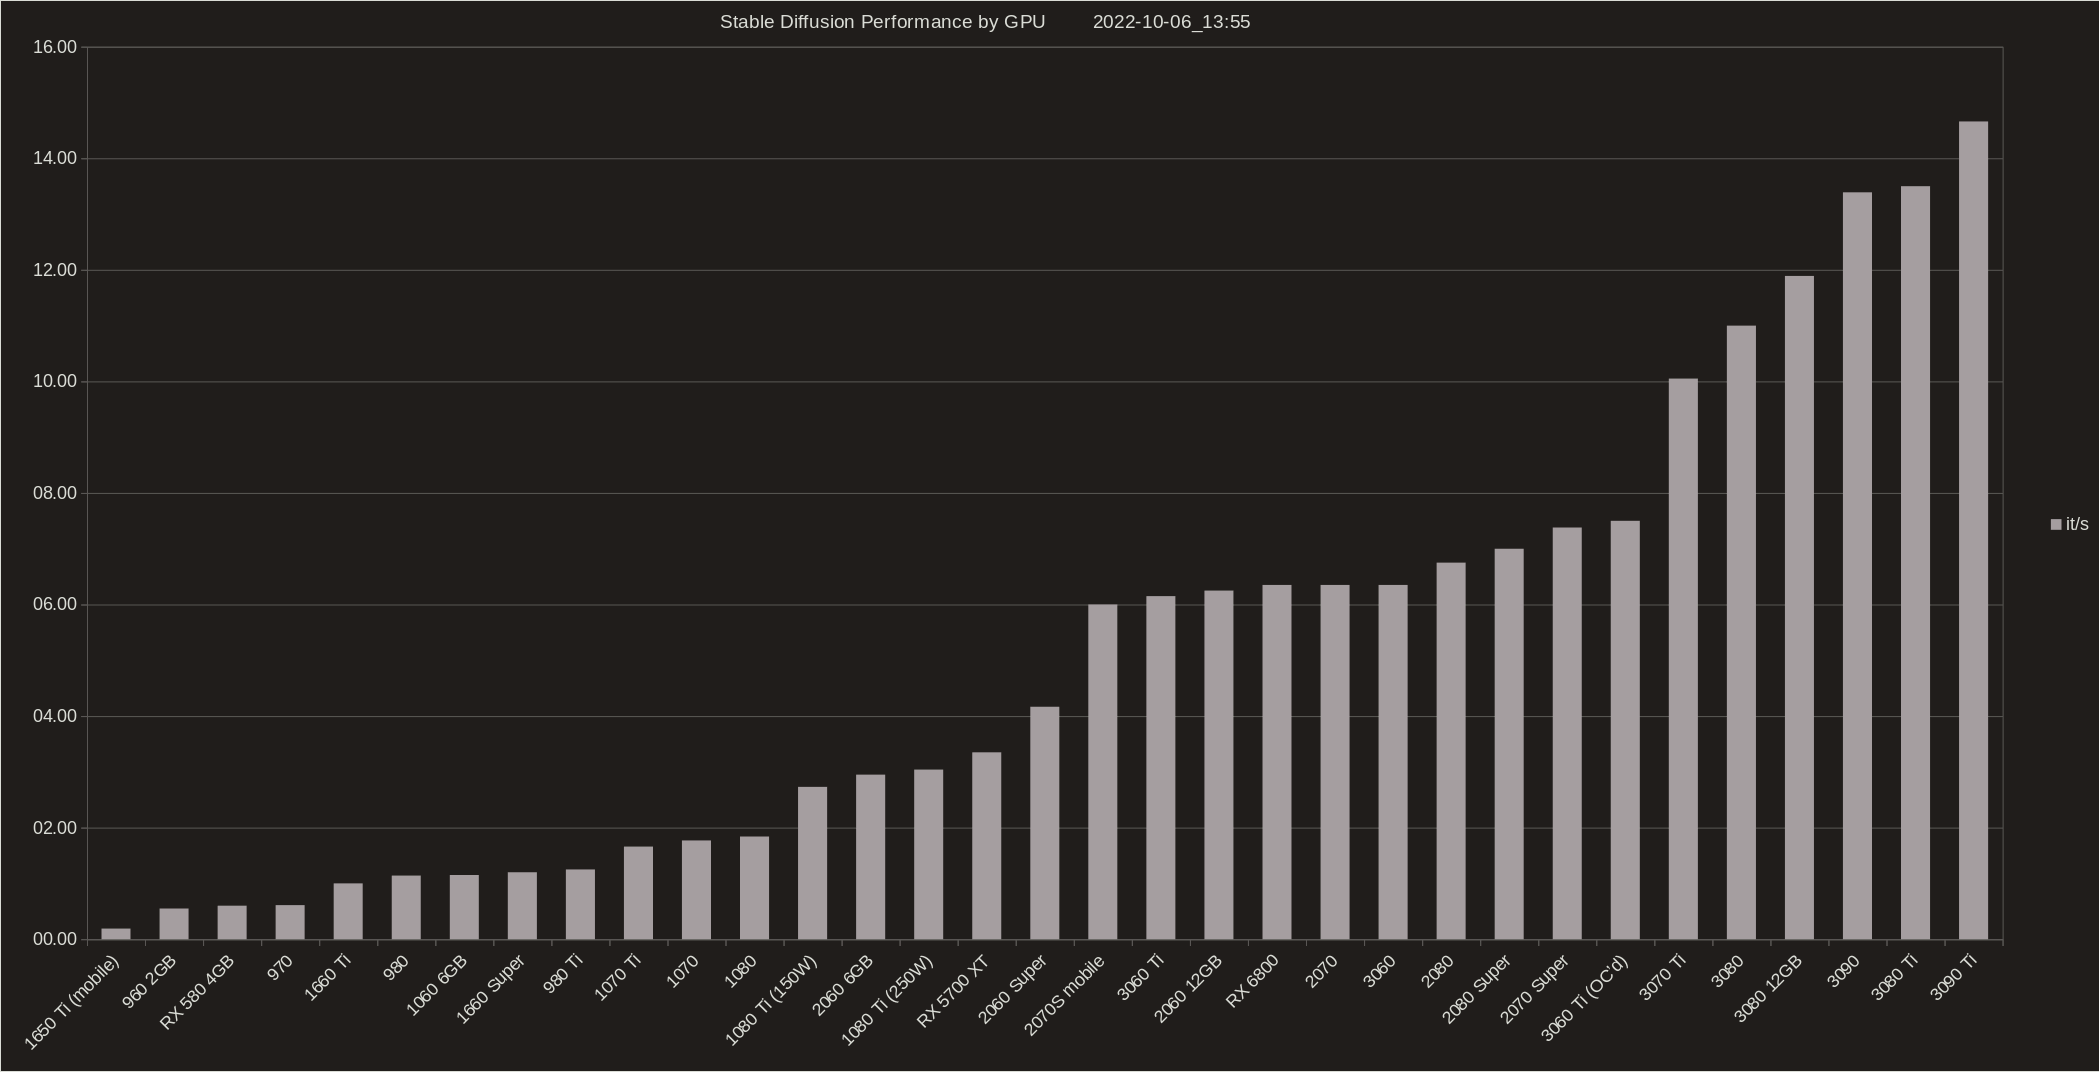 Stable Diffusion Performance by GPU 2022-10-06_13:55
16.00
14.00
12.00
10.00
08.00
06.00
04.00
02.00
00.00
it/s
1650 Ti (mobile)
960 2GB
RX 580 4GB
970
1660 Ti
980
1060 6GB
1660 Super
980 Ti
1070 Ti
1070
1080
1080 Ti (150W)
2060 6GB
1080 Ti (250W)
RX 5700 XT
2060 Super
2070S mobile
3060 Ti
2060 12GB
RX 6800
2070
3060
2080
2080 Super
2070 Super
3060 Ti (OC'd)
3070 Ti
3080
3080 12GB
3090
3080 Ti
3090 Ti